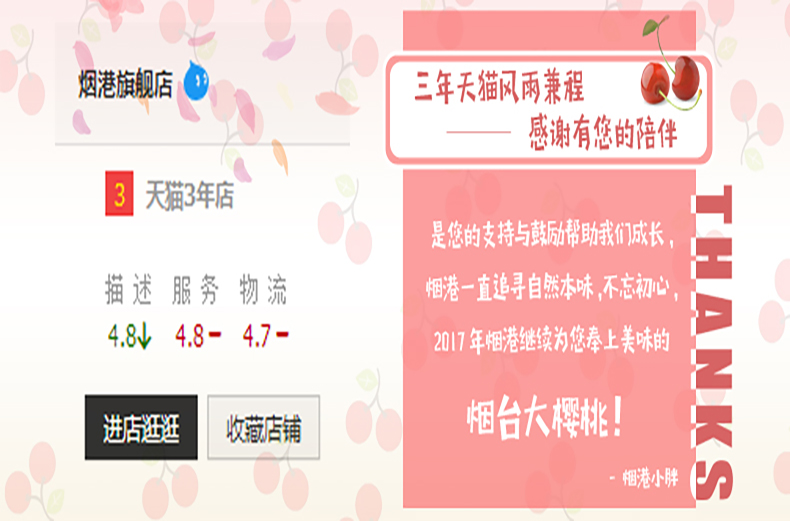 烟港旗舰店
3 天猫3年店
描述 服务 物流
4.8↓ 4.8- 4.7-
进店逛逛 收藏店铺
三年天猫风雨兼程
—— 感谢有您的陪伴
是您的支持与鼓励帮助我们成长，
烟港一直追寻自然本味，不忘初心，
2017年烟港继续为您奉上美味的
烟台大樱桃！
- 烟港小胖
THANKS